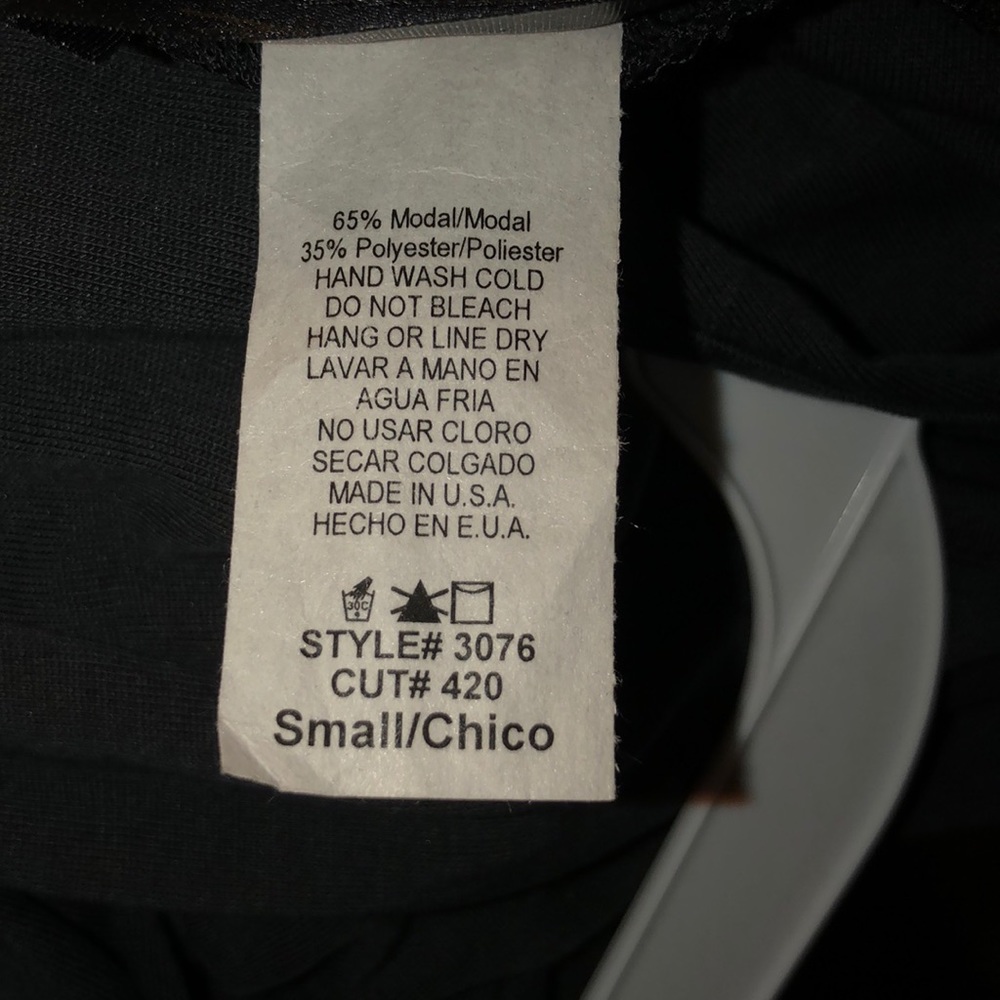 65% Modal/Modal
35% Polyester/Poliester
HAND WASH COLD
DO NOT BLEACH
HANG OR LINE DRY
LAVAR A MANO EN
AGUA FRIA
NO USAR CLORO
SECAR COLGADO
MADE IN U.S.A.
HECHO EN E.U.A.
30C
STYLE# 3076
CUT# 420
Small/Chico